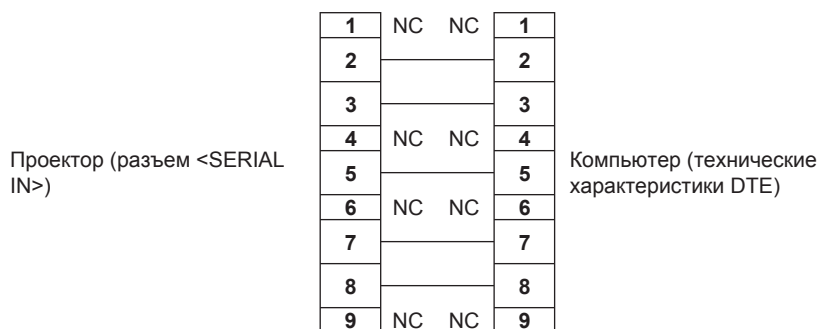 1 NC NC 1
2 2
3 3
4 NC NC 4
Проектор (разъем <SERIAL
IN>)
5 5
Компьютер (технические
характеристики DTE)
6 NC NC 6
7 7
8 8
9 NC NC 9